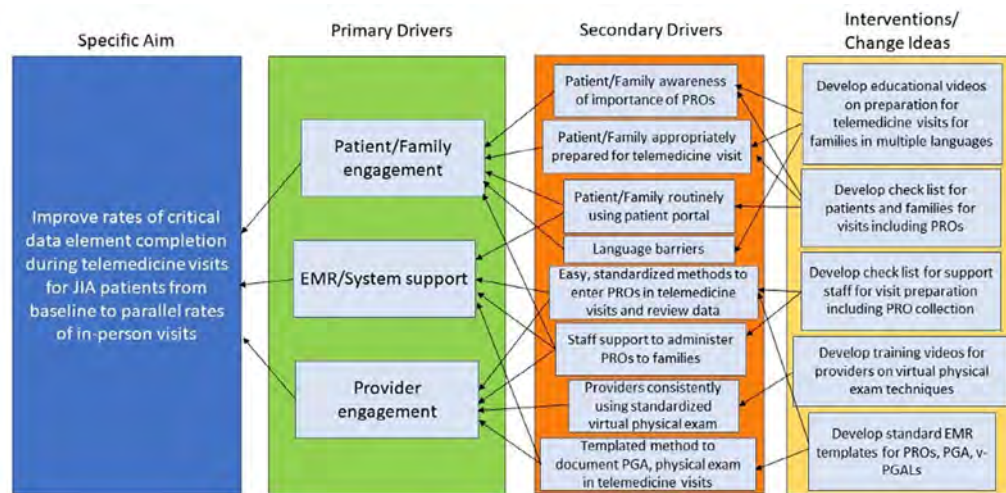 Specific Aim
Primary Drivers
Secondary Drivers
Interventions/
Change Ideas
Improve rates of critical
data element completion
during telemedicine visits
for JIA patients from
baseline to parallel rates
of in-person visits
Patient/Family
engagement
EMR/System support
Provider
engagement
Patient/Family awareness
of importance of PROs
Patient/Family appropriately
prepared for telemedicine visit
Patient/Family routinely
using patient portal
Language barriers
Easy, standardized methods to
enter PROs in telemedicine
visits and review data
Staff support to administer
PROs to families
Providers consistently
using standardized
virtual physical exam
Templated method to
document PGA, physical exam
in telemedicine visits
Develop educational videos
on preparation for
telemedicine visits for
families in multiple languages
Develop check list for
patients and families for
visits including PROs
Develop check list for support
staff for visit preparation
including PRO collection
Develop training videos for
providers on virtual physical
exam techniques
Develop standard EMR
templates for PROs, PGA, v-
PGALs